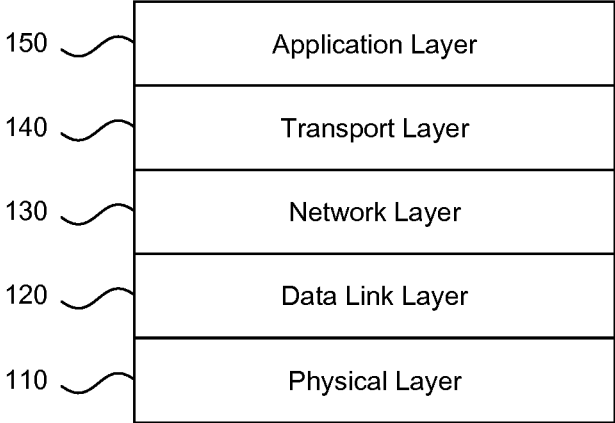 150 Application Layer
140 Transport Layer
130 Network Layer
120 Data Link Layer
110 Physical Layer